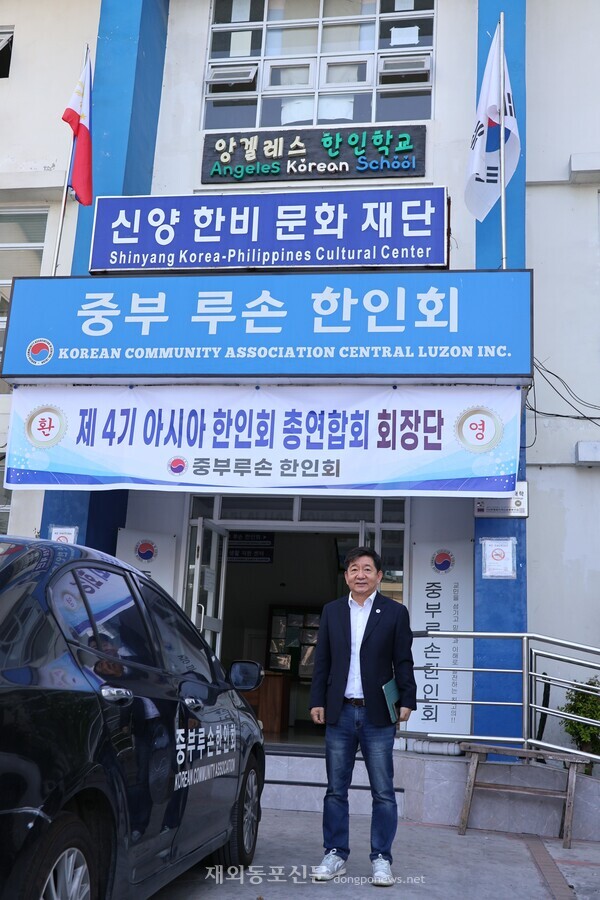 앙겔레스 한인학교
Angeles Korean School
신양 한비 문화 재단
Shinyang Korea-Philippines Cultural Center
중부 루손 한인회
KOREAN COMMUNITY ASSOCIATION CENTRAL LUZON INC.
환 제 4기 아시아 한인회 총연합회 회장단 영
중부루손 한인회
중부루손한인회
중부루손한인회
KOREAN COMMUNITY ASSOCIATION
재외동포신문 dongponews.net